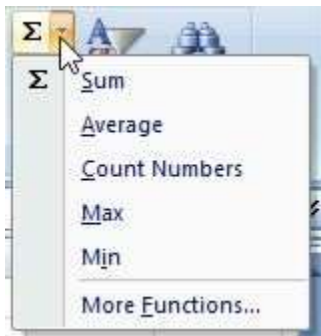 Σ
Σ Sum
Average
Count Numbers
Max
Min
More Functions...